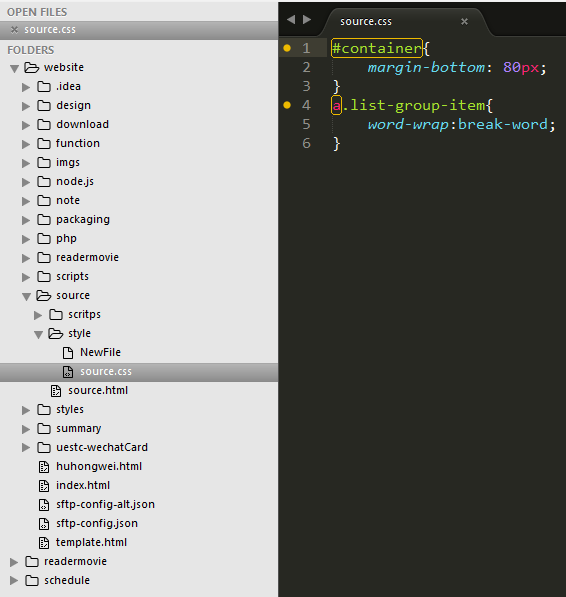 OPEN FILES
source.css
FOLDERS
website
.idea
design
download
function
imgs
node.js
note
packaging
php
readermovie
scripts
source
scritps
style
NewFile
source.css
source.html
styles
summary
uestc-wechatCard
huhongwei.html
index.html
sftp-config-alt.json
sftp-config.json
template.html
readermovie
schedule
source.css
1 #container{
2 margin-bottom: 80px;
3 }
4 a.list-group-item{
5 word-wrap:break-word;
6 }